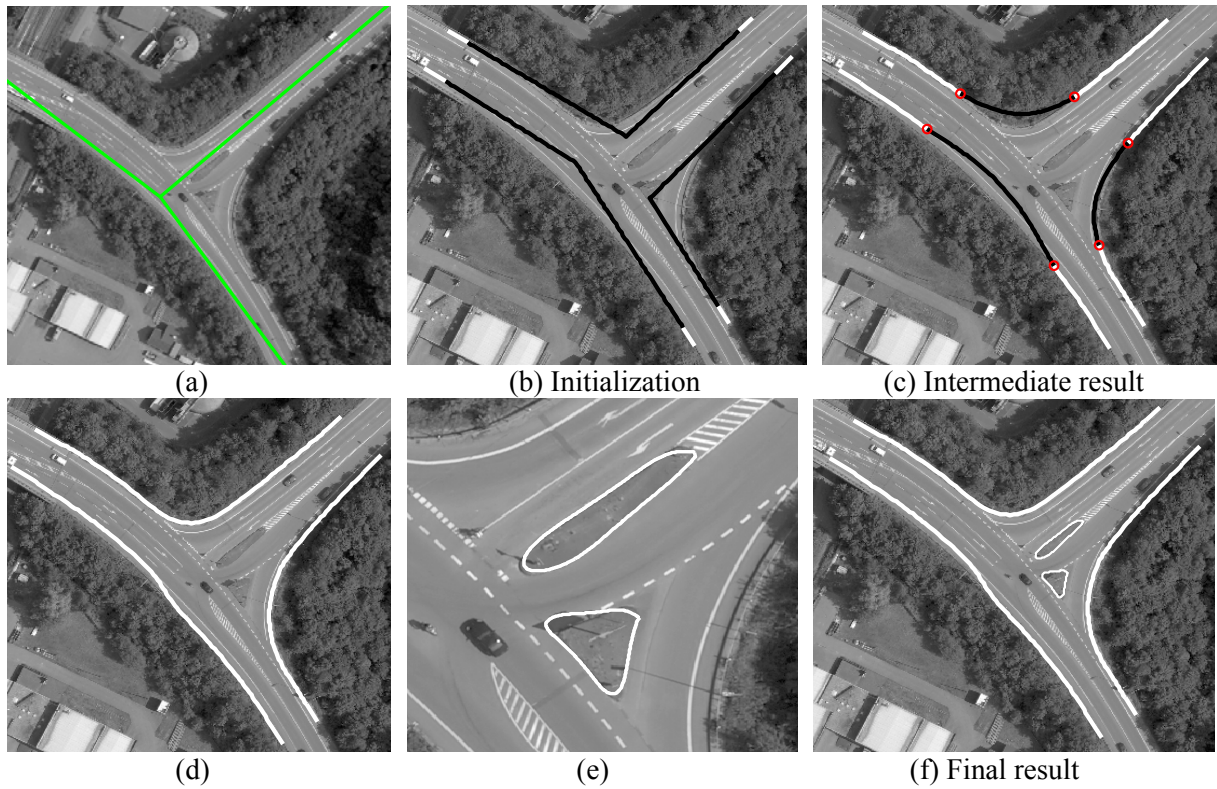 (a)
(b) Initialization
(c) Intermediate result
(d)
(e)
(f) Final result